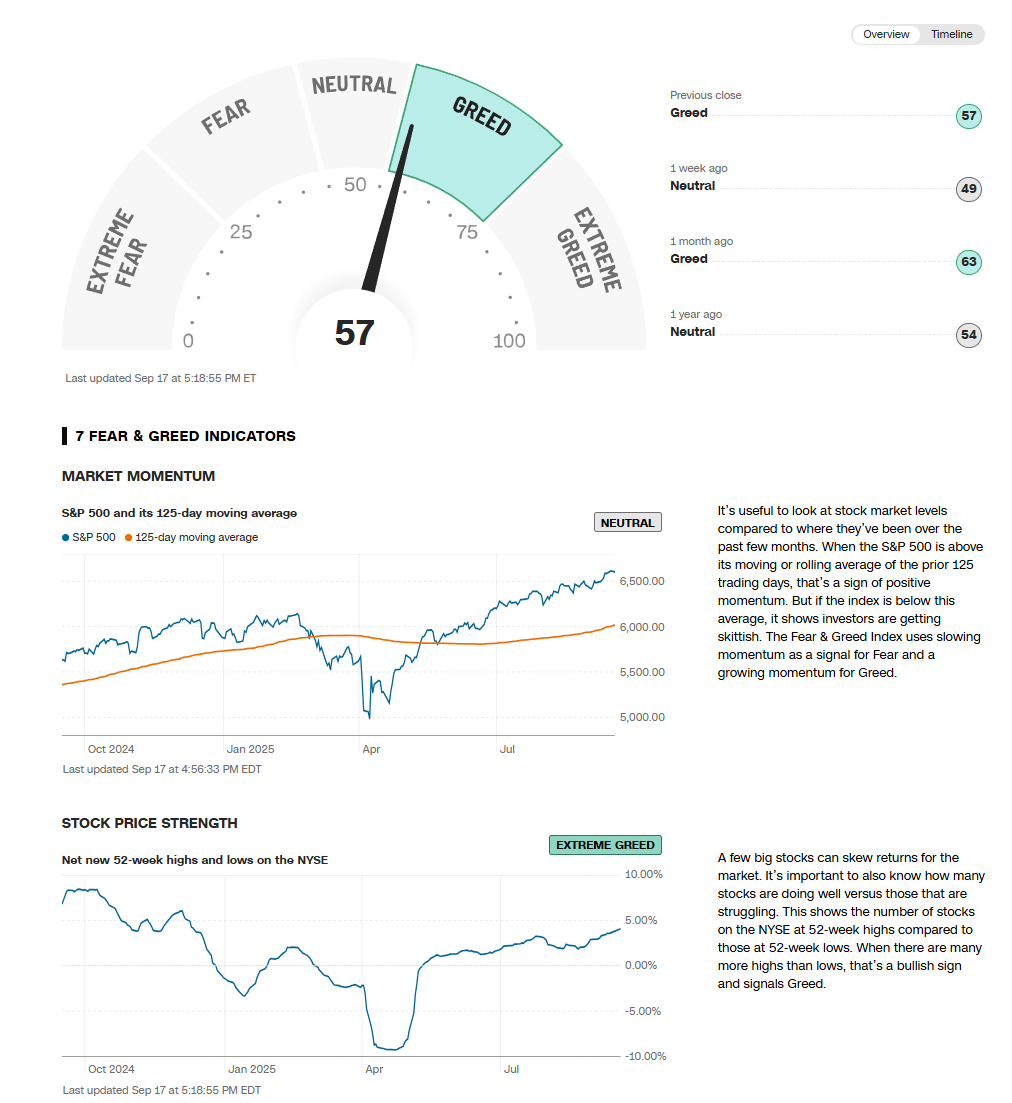 Overview Timeline
EXTREME FEAR
FEAR
NEUTRAL
GREED
EXTREME GREED
0
25
50
75
100
57
Last updated Sep 17 at 5:18:55 PM ET
Previous close
Greed 57
1 week ago
Neutral 49
1 month ago
Greed 63
1 year ago
Neutral 54
7 FEAR & GREED INDICATORS
MARKET MOMENTUM
S&P 500 and its 125-day moving average
NEUTRAL
S&P 500 125-day moving average
6,500.00
6,000.00
5,500.00
5,000.00
Oct 2024 Jan 2025 Apr Jul
Last updated Sep 17 at 4:56:33 PM EDT
It's useful to look at stock market levels
compared to where they've been over the
past few months. When the S&P 500 is above
its moving or rolling average of the prior 125
trading days, that's a sign of positive
momentum. But if the index is below this
average, it shows investors are getting
skittish. The Fear & Greed Index uses slowing
momentum as a signal for Fear and a
growing momentum for Greed.
STOCK PRICE STRENGTH
EXTREME GREED
Net new 52-week highs and lows on the NYSE
10.00%
5.00%
0.00%
-5.00%
-10.00%
Oct 2024 Jan 2025 Apr Jul
Last updated Sep 17 at 5:18:55 PM EDT
A few big stocks can skew returns for the
market. It's important to also know how many
stocks are doing well versus those that are
struggling. This shows the number of stocks
on the NYSE at 52-week highs compared to
those at 52-week lows. When there are many
more highs than lows, that's a bullish sign
and signals Greed.